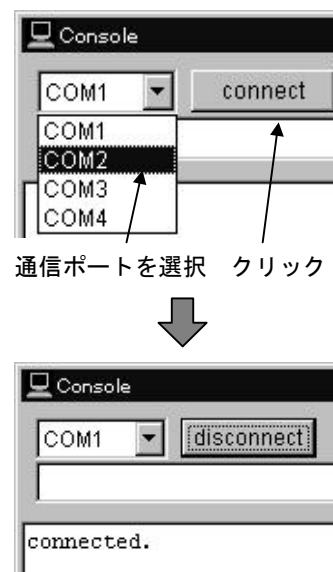 Console
COM1 connect
COM1
COM2
COM3
COM4
通信ポートを選択 クリック
Console
COM1 disconnect
connected.